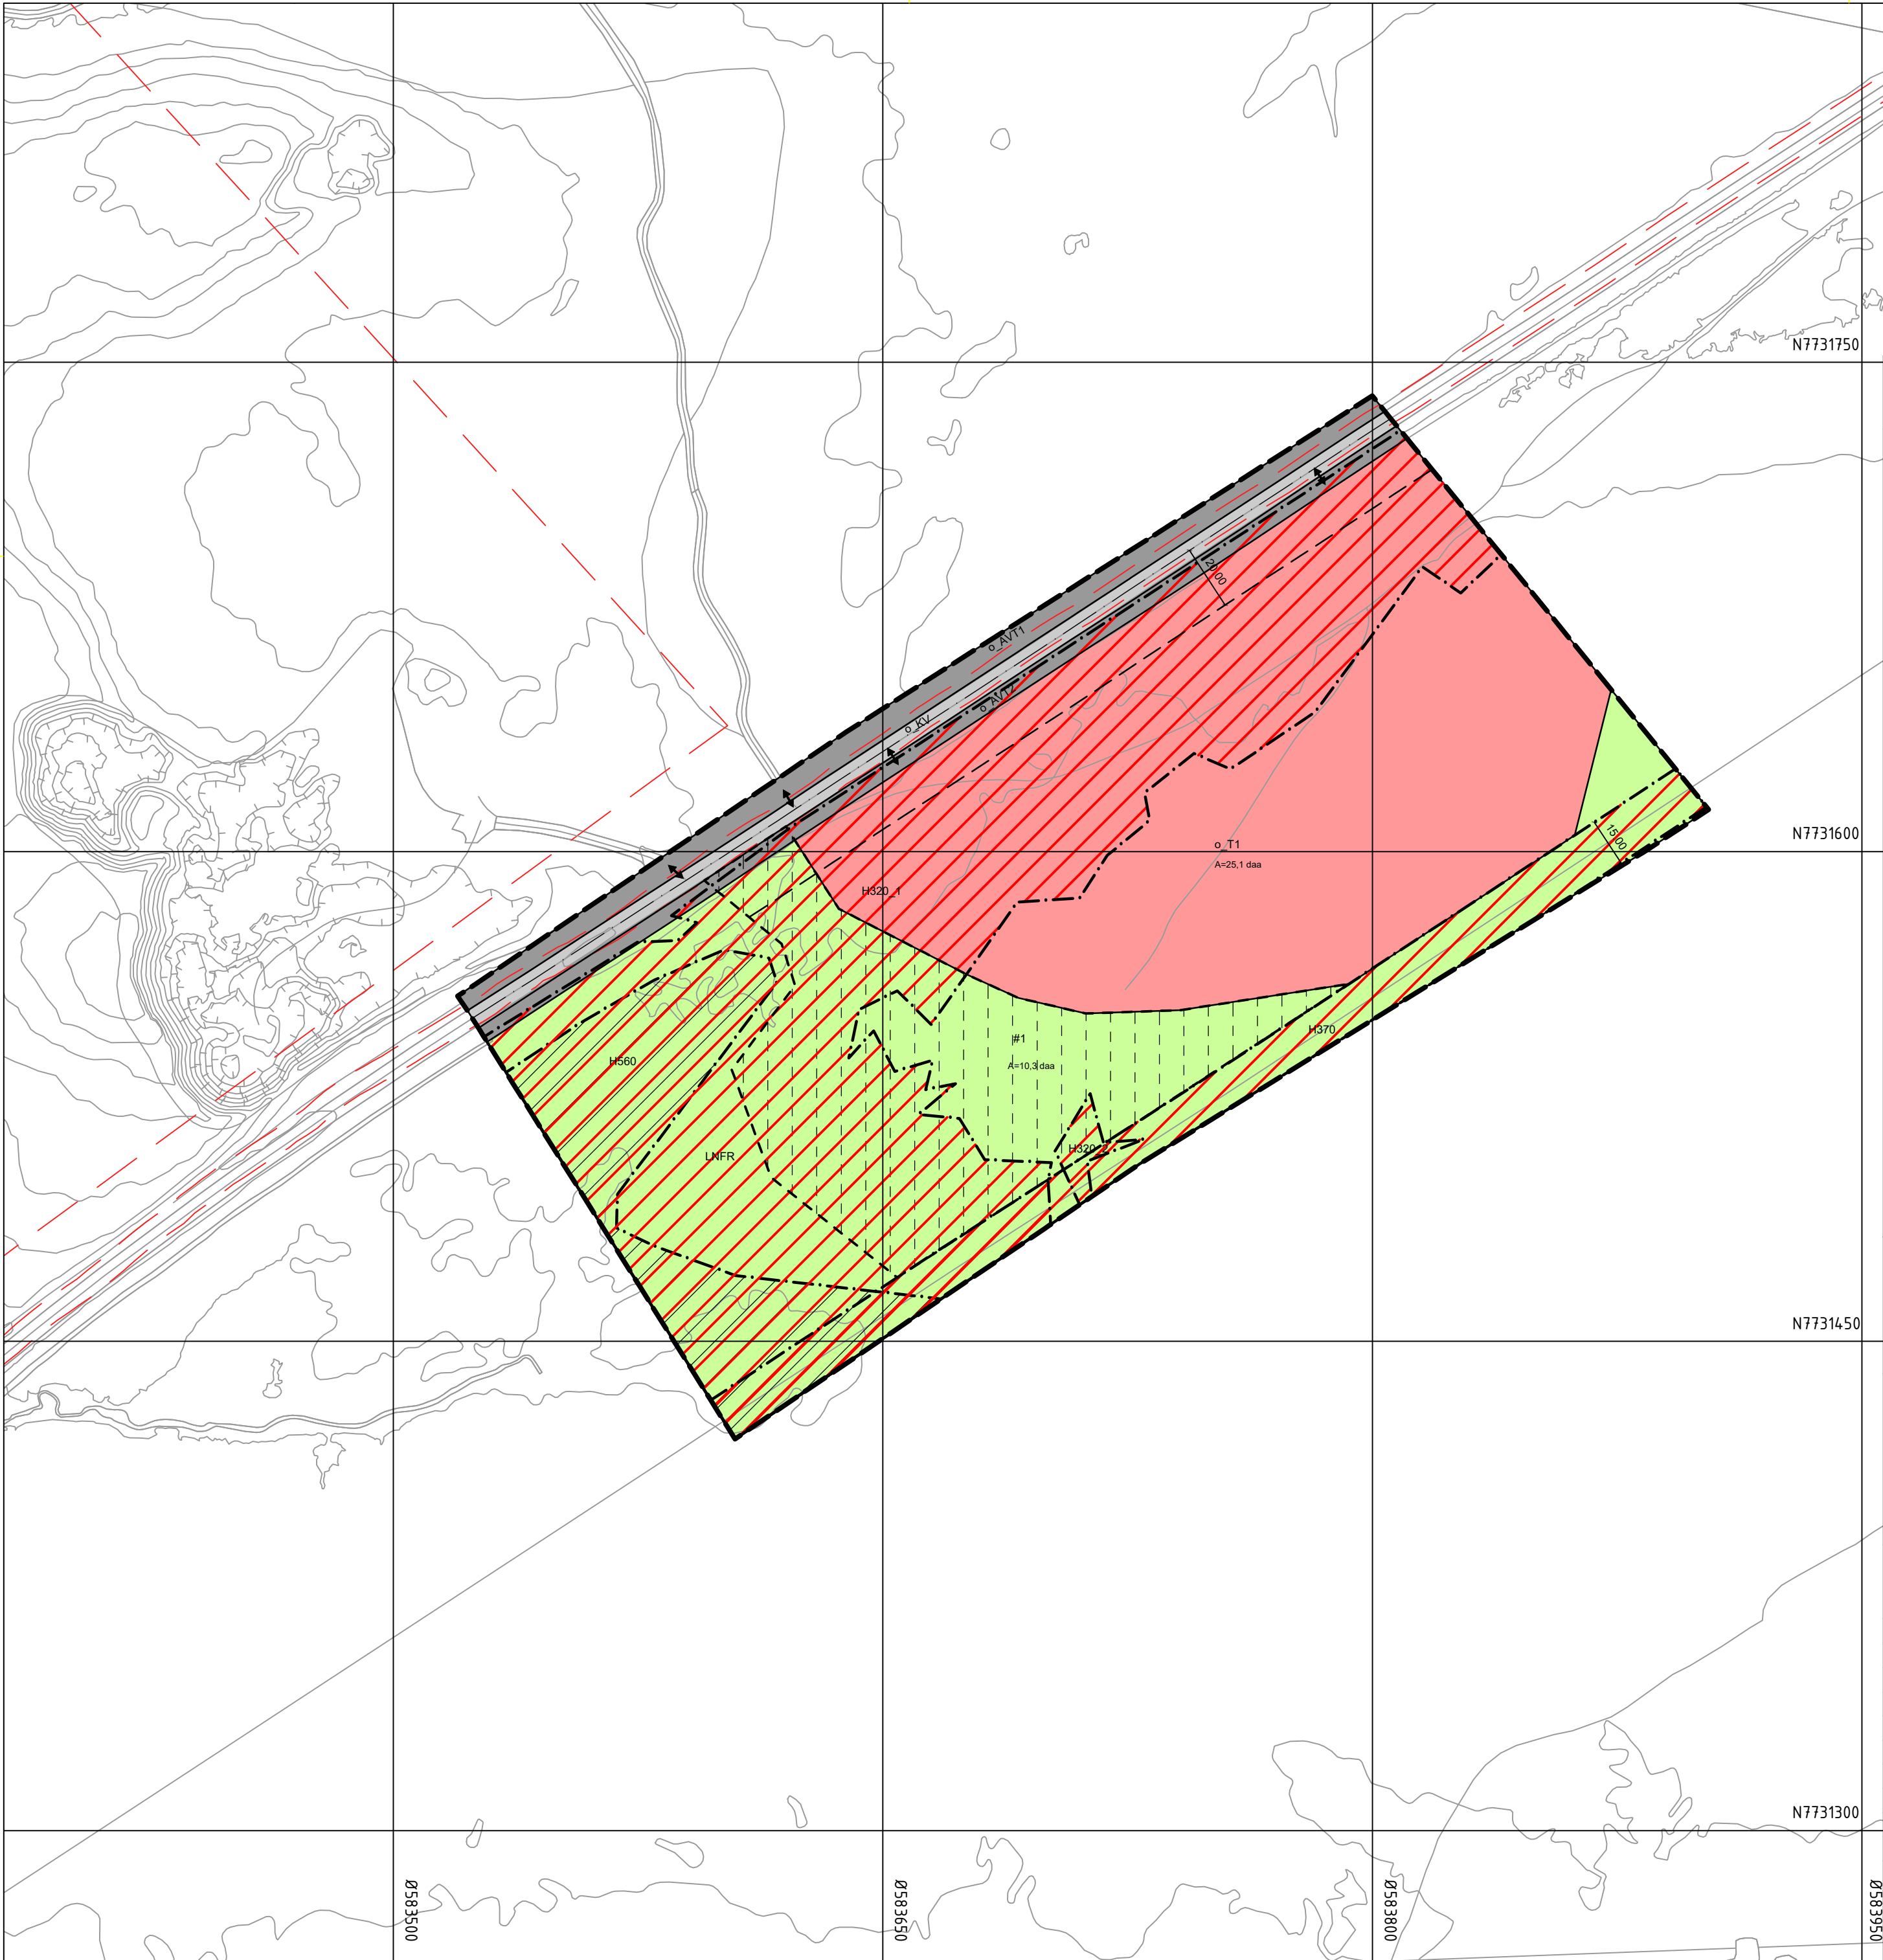 N7731750
20.00
o_AVT1
o_AVT2
o_KV
N7731600
15.00
o_T1
A=25,1 daa
H320_1
#1
H370
H560
A=10,3 daa
H320
LNFR
N7731450
N7731300
Ø583500
Ø583650
Ø583800
Ø583950